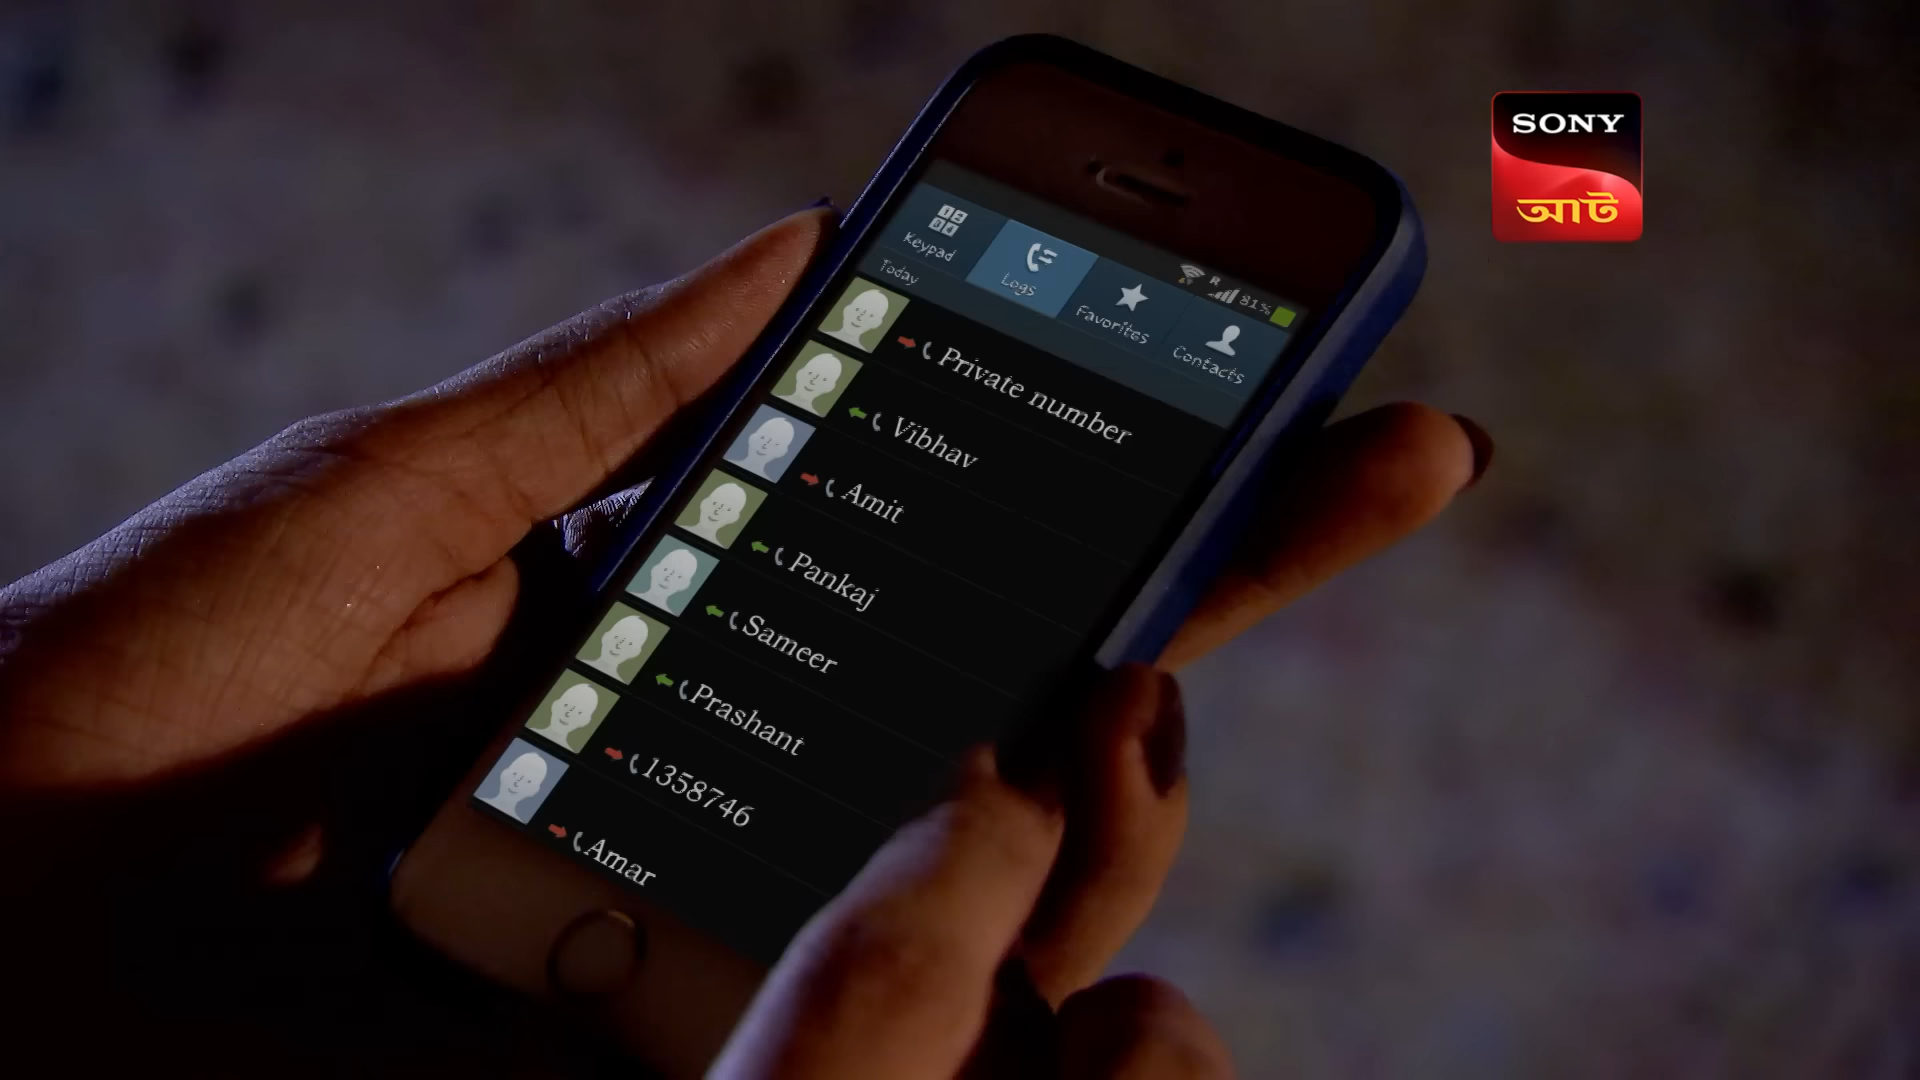 SONY
আট
R 81%
Keypad
Logs
Favorites
Contacts
Today
Private number
Vibhav
Amit
Pankaj
Sameer
Prashant
1358746
Amar